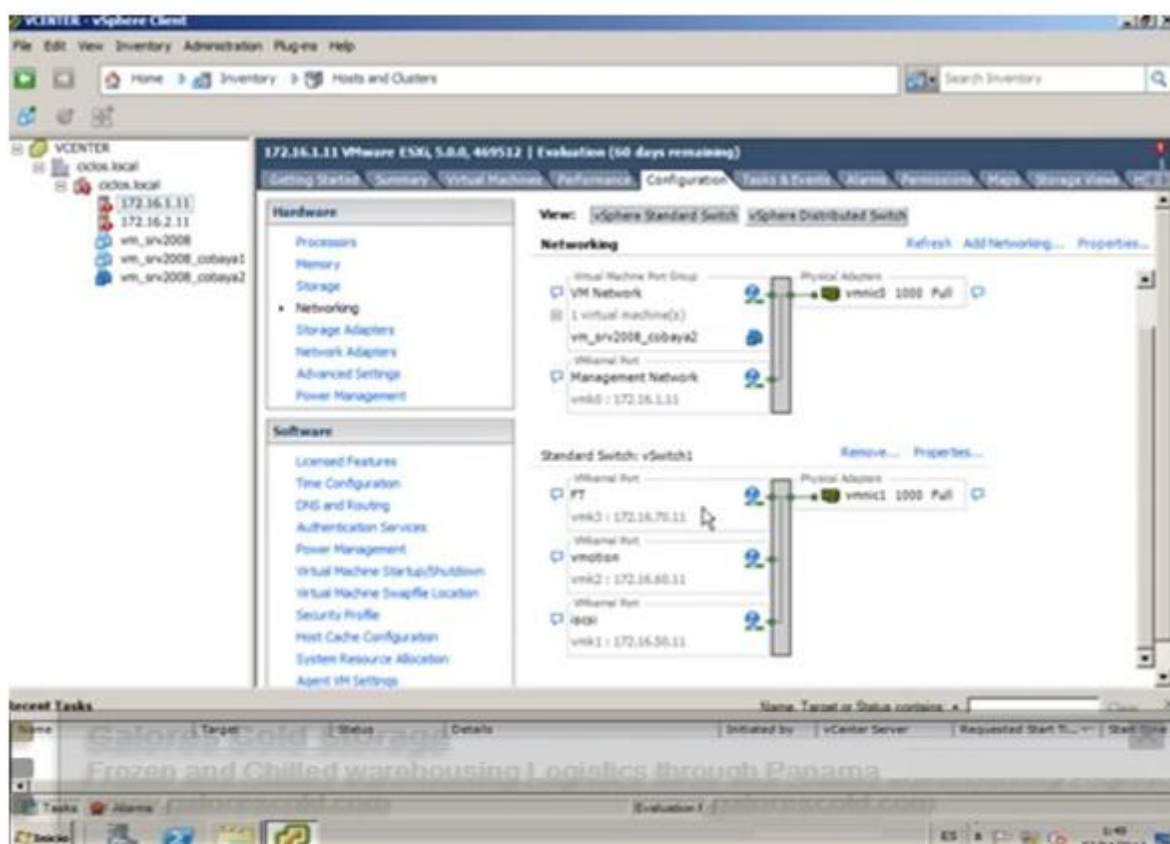 VCENTER - vSphere Client
File Edit View Inventory Administration Plug-ins Help
Home Inventory Hosts and Clusters
Search Inventory
VCENTER
ciclos.local
ciclos.local
172.16.1.11
172.16.2.11
vm_srv2008
vm_srv2008_cobaya1
vm_srv2008_cobaya2
172.16.1.11 VMware ESXi, 5.0.0, 469512 | Evaluation (60 days remaining)
Getting Started Summary Virtual Machines Performance Configuration Tasks & Events Alarms Permissions Maps Storage Views
Hardware
Processors
Memory
Storage
Networking
Storage Adapters
Network Adapters
Advanced Settings
Power Management
Software
Licensed Features
Time Configuration
DNS and Routing
Authentication Services
Power Management
Virtual Machine Startup/Shutdown
Virtual Machine Swapfile Location
Security Profile
Host Cache Configuration
System Resource Allocation
Agent VM Settings
View: vSphere Standard Switch vSphere Distributed Switch
Networking
Refresh Add Networking... Properties...
Virtual Machine Port Group
VM Network
1 virtual machine(s)
vm_srv2008_cobaya2
VMkernel Port
Management Network
vmk0 : 172.16.1.11
Physical Adapters
1000 Full
Standard Switch: vSwitch1
Remove... Properties...
VMkernel Port
FT
vmk3 : 172.16.70.11
VMkernel Port
vmotion
vmk2 : 172.16.60.11
VMkernel Port
iscsi
vmk1 : 172.16.50.11
Physical Adapters
vmnic1 1000 Full
Recent Tasks
Name, Target or Status contains: Clear
Name Target Status Details Initiated by vCenter Server Requested Start Ti... Start Time
Galores Cold Storage
Frozen and Chilled warehousing Logistics through Panama
galorescold.com galorescold.com
Tasks Alarms
Inicio
ES
1:49